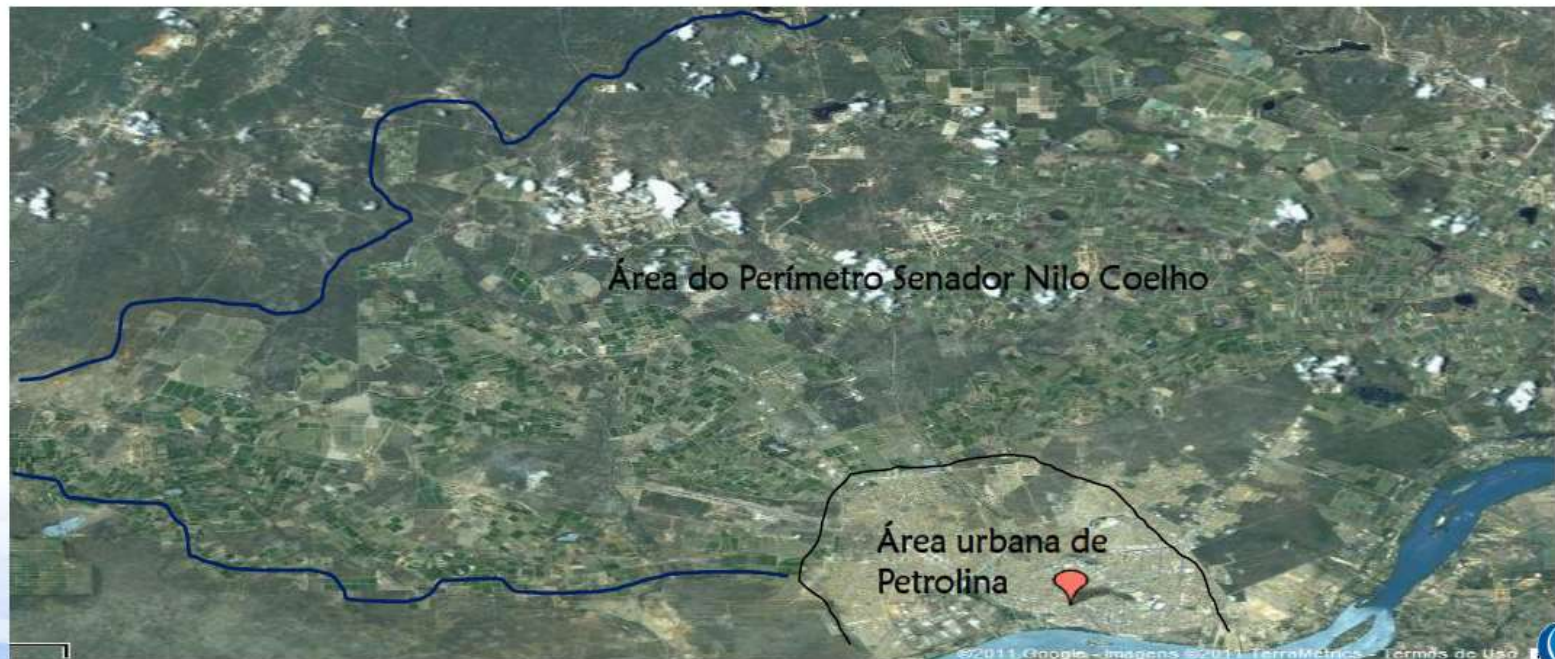 Área do Perímetro Senador Nilo Coelho
Área urbana de
Petrolina
©2011 Google - Imagens ©2011 TerraMetrics - Termos de Uso